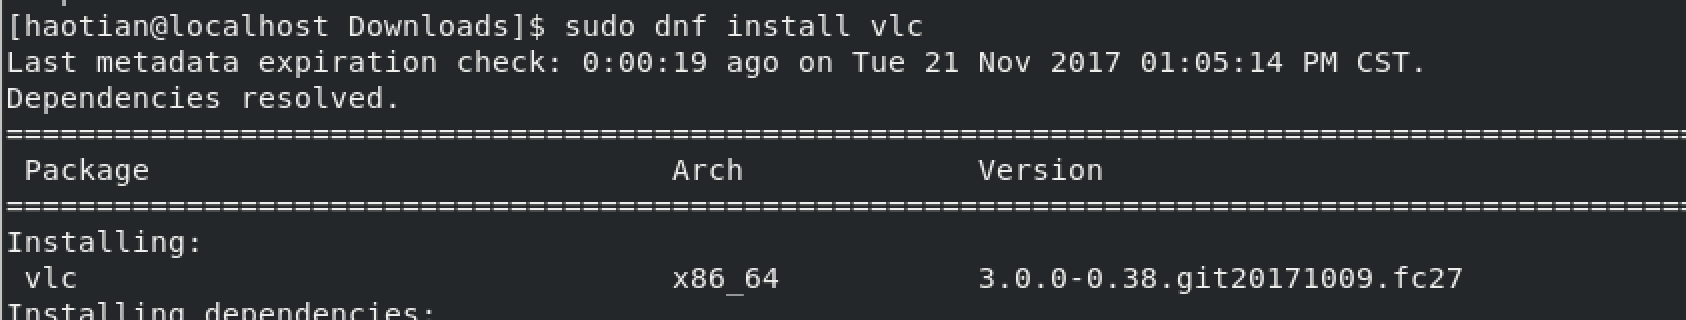 [haotian@localhost Downloads]$ sudo dnf install vlc
Last metadata expiration check: 0:00:19 ago on Tue 21 Nov 2017 01:05:14 PM CST.
Dependencies resolved.
==============================================================================================
 Package                             Arch             Version
==============================================================================================
Installing:
 vlc                                 x86_64           3.0.0-0.38.git20171009.fc27
Installing dependencies: